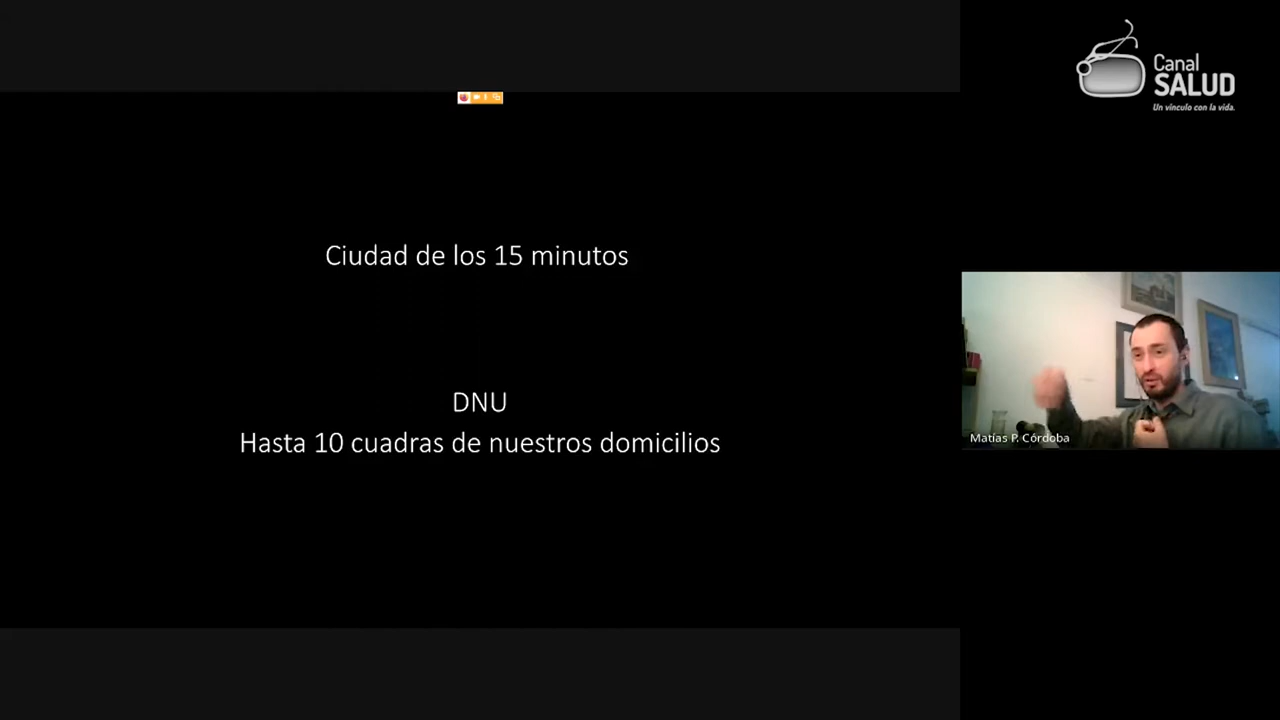 Canal
SALUD
Un vínculo con la vida.
Ciudad de los 15 minutos
DNU
Hasta 10 cuadras de nuestros domicilios
Matías P. Córdoba